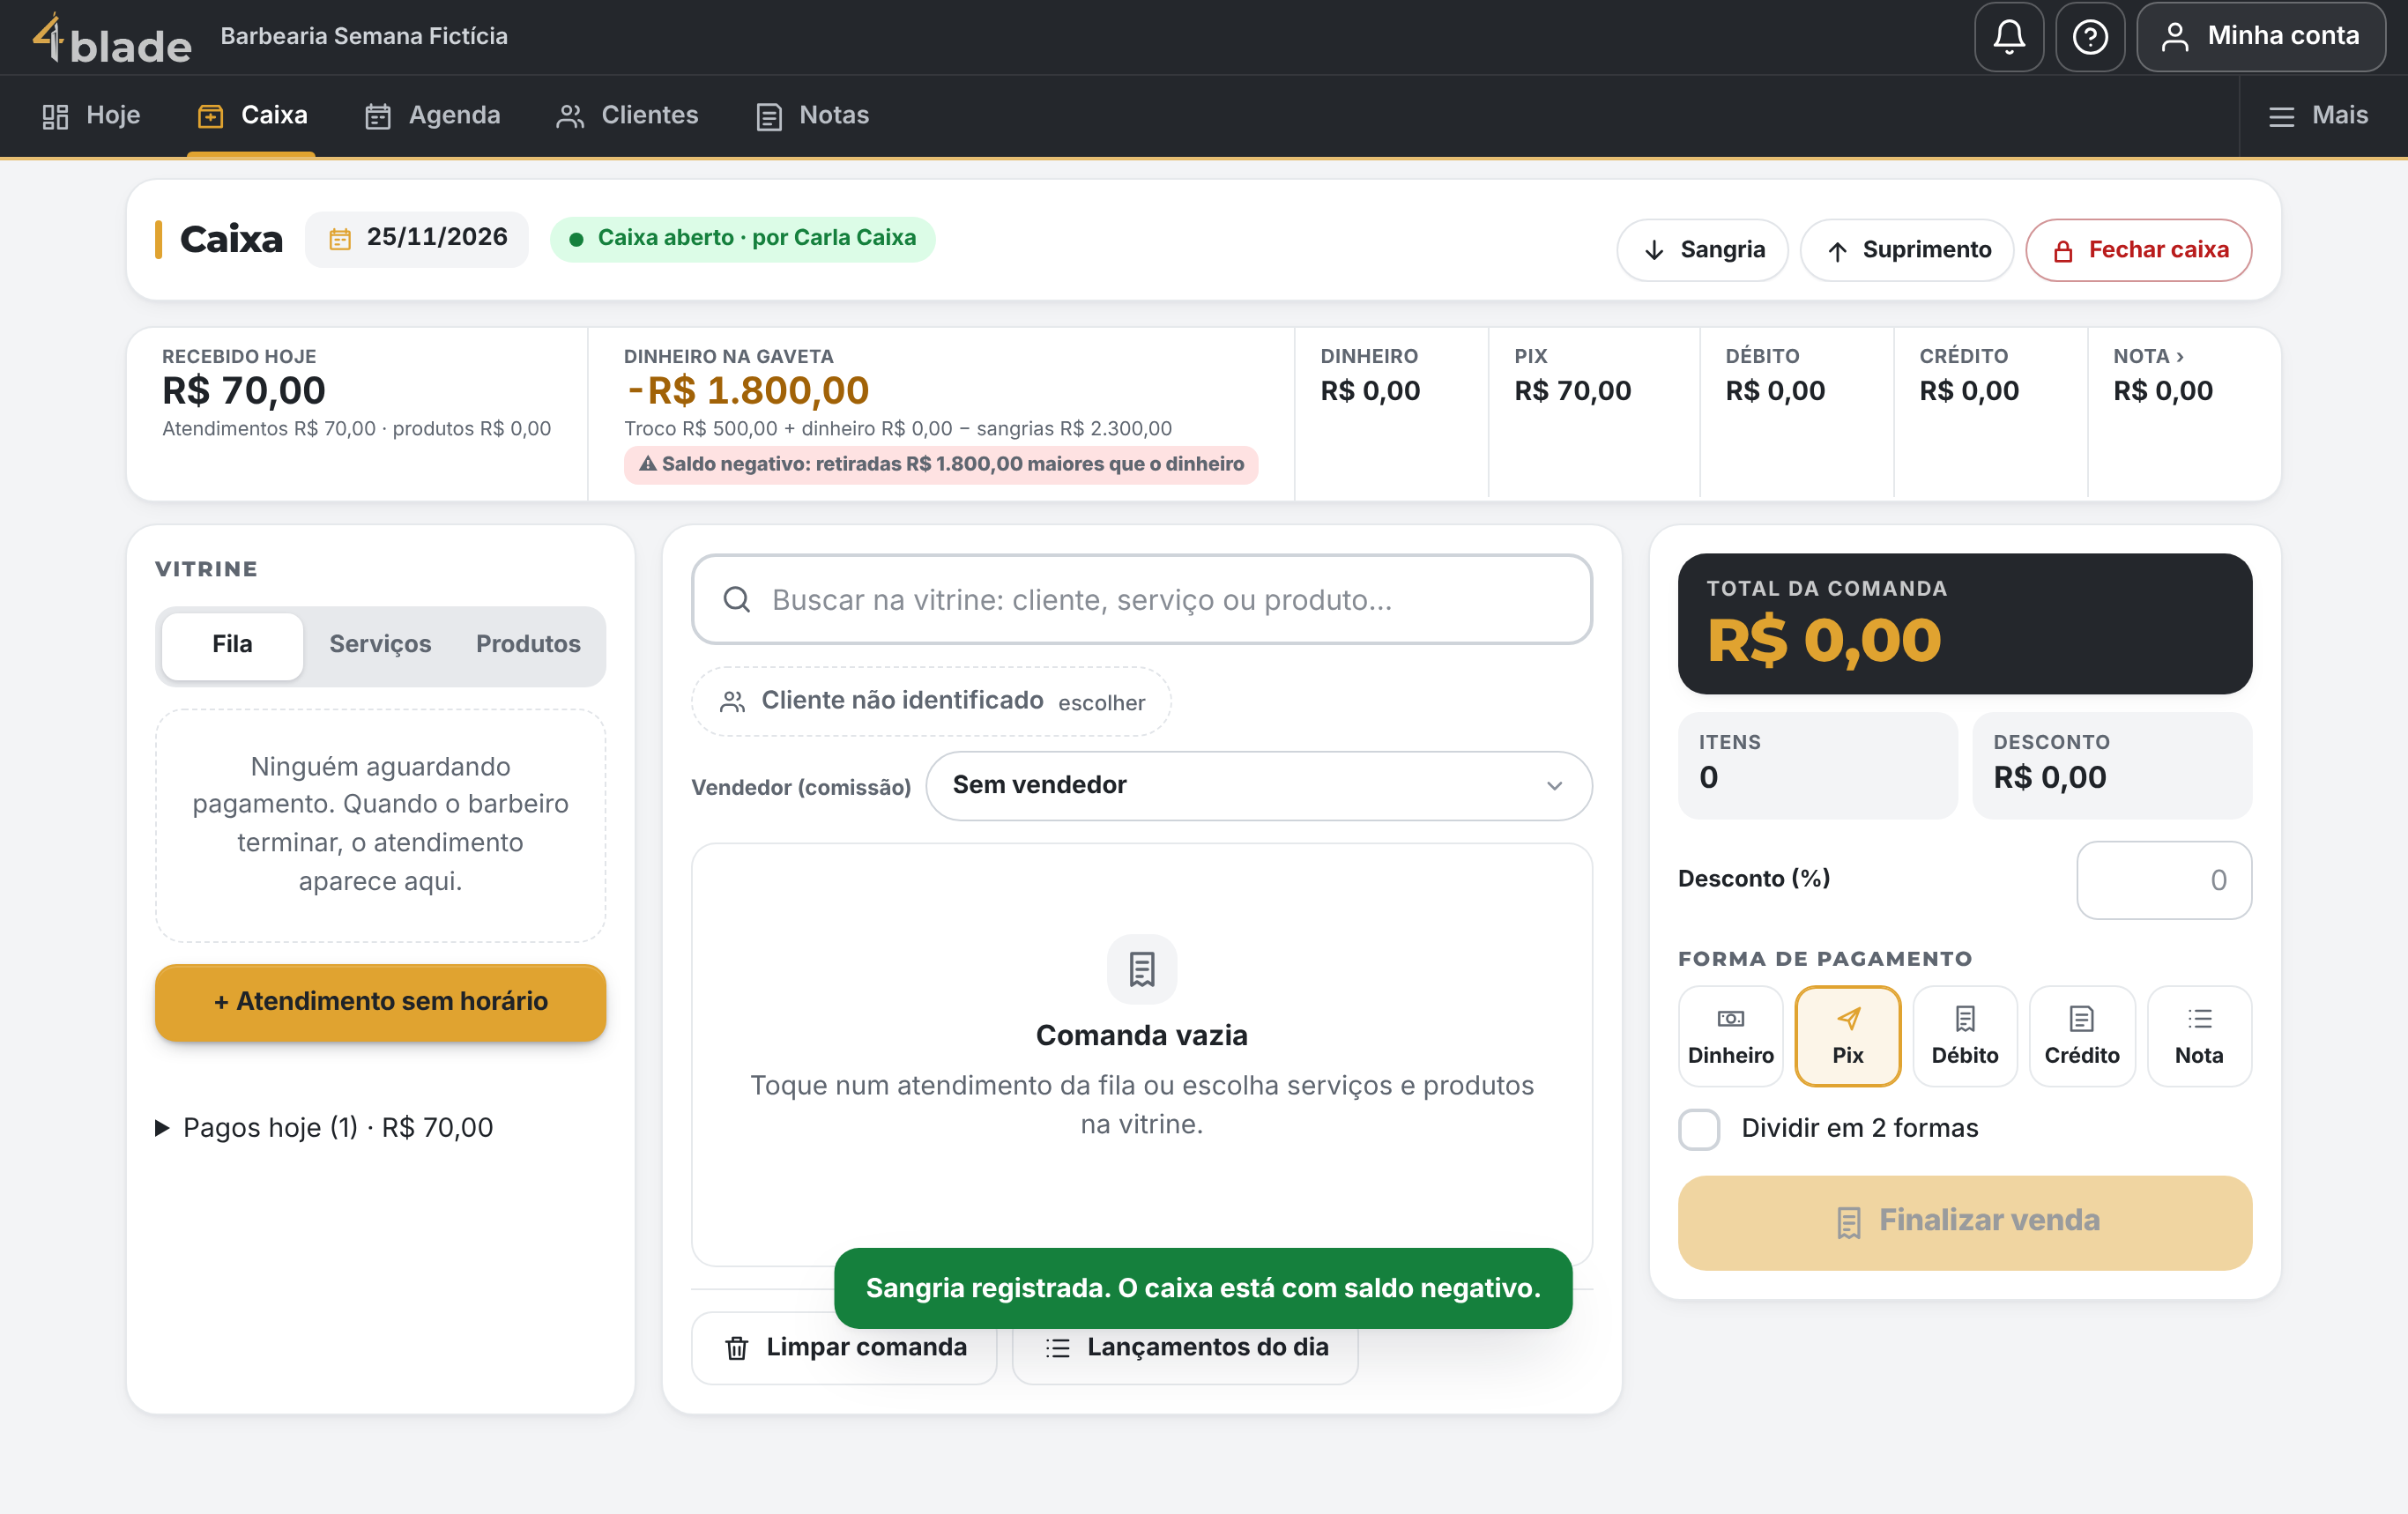 4blade
Barbearia Semana Fictícia
Minha conta
Hoje
Caixa
Agenda
Clientes
Notas
Mais
Caixa
25/11/2026
Caixa aberto · por Carla Caixa
Sangria
Suprimento
Fechar caixa
RECEBIDO HOJE
R$ 70,00
Atendimentos R$ 70,00 · produtos R$ 0,00
DINHEIRO NA GAVETA
-R$ 1.800,00
Troco R$ 500,00 + dinheiro R$ 0,00 − sangrias R$ 2.300,00
⚠ Saldo negativo: retiradas R$ 1.800,00 maiores que o dinheiro
DINHEIRO
R$ 0,00
PIX
R$ 70,00
DÉBITO
R$ 0,00
CRÉDITO
R$ 0,00
NOTA ›
R$ 0,00
VITRINE
Fila
Serviços
Produtos
Ninguém aguardando
pagamento. Quando o barbeiro
terminar, o atendimento
aparece aqui.
+ Atendimento sem horário
▶ Pagos hoje (1) · R$ 70,00
Buscar na vitrine: cliente, serviço ou produto...
Cliente não identificado escolher
Vendedor (comissão)
Sem vendedor
Comanda vazia
Toque num atendimento da fila ou escolha serviços e produtos
na vitrine.
Sangria registrada. O caixa está com saldo negativo.
Limpar comanda
Lançamentos do dia
TOTAL DA COMANDA
R$ 0,00
ITENS
0
DESCONTO
R$ 0,00
Desconto (%)
0
FORMA DE PAGAMENTO
Dinheiro
Pix
Débito
Crédito
Nota
Dividir em 2 formas
Finalizar venda